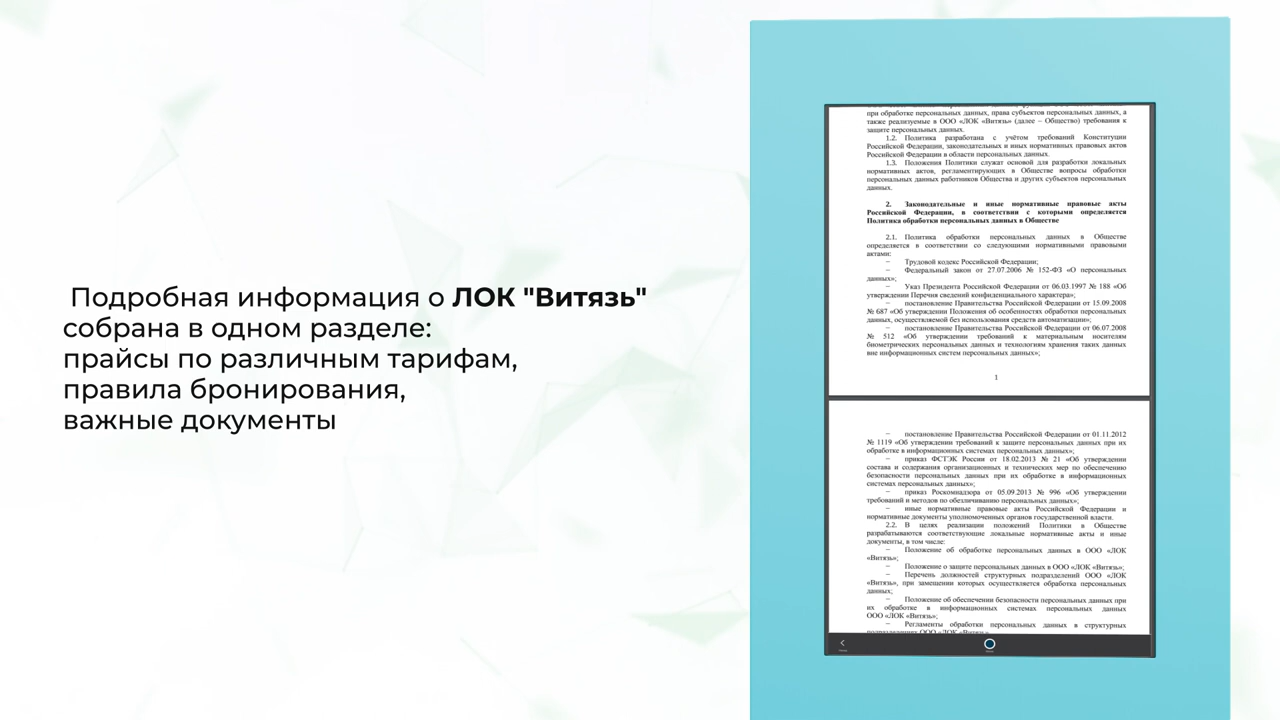 Подробная информация о ЛОК "Витязь"
собрана в одном разделе:
прайсы по различным тарифам,
правила бронирования,
важные документы
при обработке персональных данных, права субъектов персональных данных, а
также реализуемые в ООО «ЛОК «Витязь» (далее – Общество) требования к
защите персональных данных.
1.2. Политика разработана с учётом требований Конституции
Российской Федерации, законодательных и иных нормативных правовых актов
Российской Федерации в области персональных данных.
1.3. Положения Политики служат основой для разработки локальных
нормативных актов, регламентирующих в Обществе вопросы обработки
персональных данных работников Общества и других субъектов персональных
данных.
2. Законодательные и иные нормативные правовые акты
Российской Федерации, в соответствии с которыми определяется
Политика обработки персональных данных в Обществе
2.1. Политика обработки персональных данных в Обществе
определяется в соответствии со следующими нормативными правовыми
актами:
– Трудовой кодекс Российской Федерации;
– Федеральный закон от 27.07.2006 № 152-ФЗ «О персональных
данных»;
– Указ Президента Российской Федерации от 06.03.1997 № 188 «Об
утверждении Перечня сведений конфиденциального характера»;
– постановление Правительства Российской Федерации от 15.09.2008
№ 687 «Об утверждении Положения об особенностях обработки персональных
данных, осуществляемой без использования средств автоматизации»;
– постановление Правительства Российской Федерации от 06.07.2008
№ 512 «Об утверждении требований к материальным носителям
биометрических персональных данных и технологиям хранения таких данных
вне информационных систем персональных данных»;
1
– постановление Правительства Российской Федерации от 01.11.2012
№ 1119 «Об утверждении требований к защите персональных данных при их
обработке в информационных системах персональных данных»;
– приказ ФСТЭК России от 18.02.2013 № 21 «Об утверждении
состава и содержания организационных и технических мер по обеспечению
безопасности персональных данных при их обработке в информационных
системах персональных данных»;
– приказ Роскомнадзора от 05.09.2013 № 996 «Об утверждении
требований и методов по обезличиванию персональных данных»;
– иные нормативные правовые акты Российской Федерации и
нормативные документы уполномоченных органов государственной власти.
2.2. В целях реализации положений Политики в Обществе
разрабатываются соответствующие локальные нормативные акты и иные
документы, в том числе:
– Положение об обработке персональных данных в ООО «ЛОК
«Витязь»;
– Положение о защите персональных данных в ООО «ЛОК «Витязь»;
– Перечень должностей структурных подразделений ООО «ЛОК
«Витязь», при замещении которых осуществляется обработка персональных
данных;
– Положение об обеспечении безопасности персональных данных при
их обработке в информационных системах персональных данных
ООО «ЛОК «Витязь»;
– Регламенты обработки персональных данных в структурных
подразделениях ООО «ЛОК «Витязь»